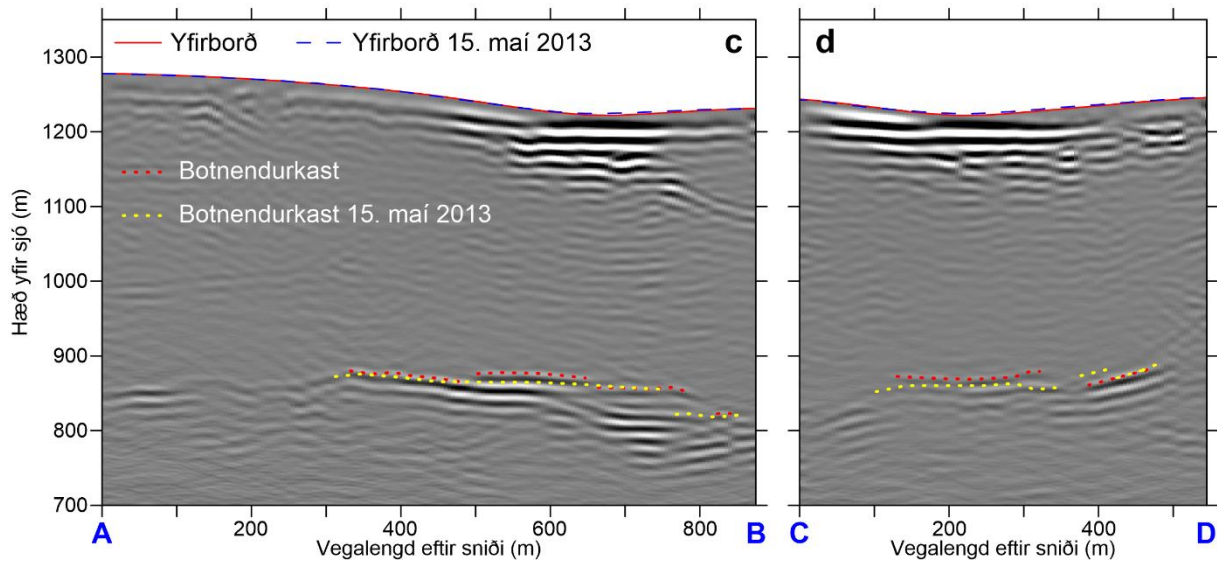 Yfirborð
Yfirborð 15. maí 2013
c
d
Botnendurkast
Botnendurkast 15. maí 2013
Hæð yfir sjó (m)
1300
1200
1100
1000
900
800
700
200 400 600 800
200 400
A
Vegalengd eftir sniði (m)
B
C
Vegalengd eftir sniði (m)
D